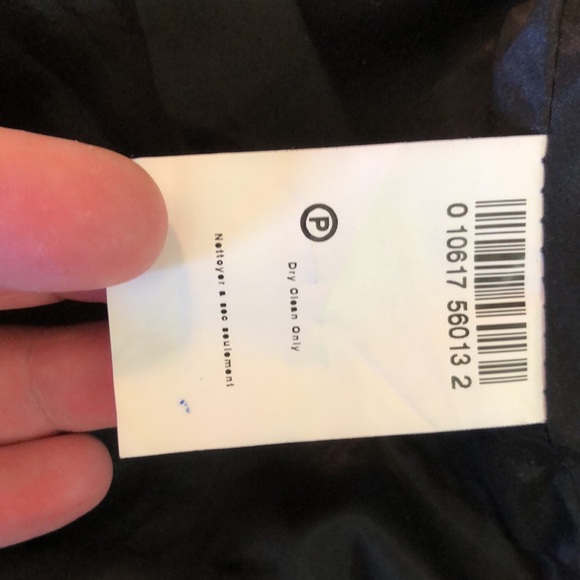 0 10617 56013 2
P
Dry Clean Only
Nettoyer a sec seulement